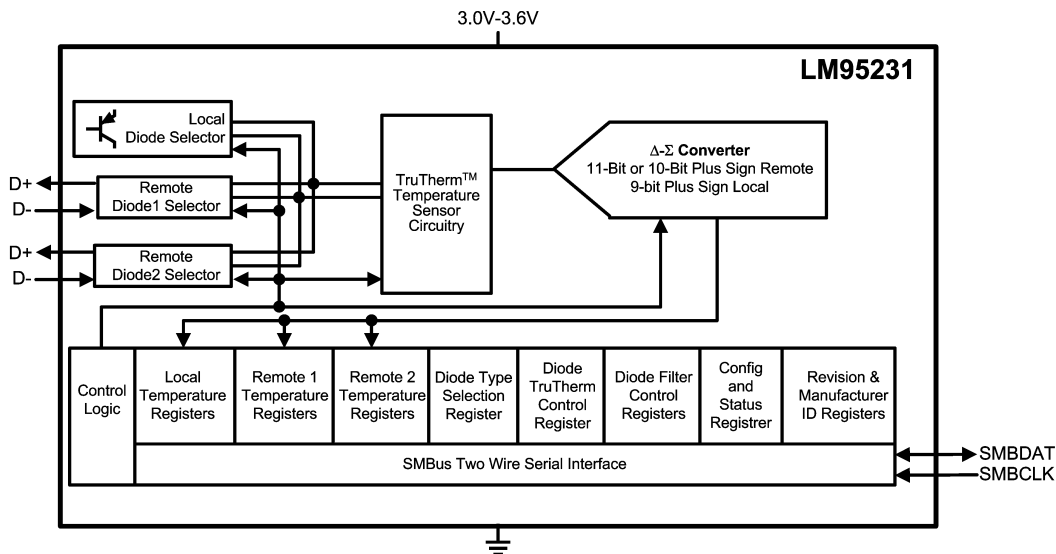 3.0V-3.6V
LM95231
Local
Diode Selector
D+
D-
Remote
Diode1 Selector
D+
D-
Remote
Diode2 Selector
TruTherm™
Temperature
Sensor
Circuitry
Δ-Σ Converter
11-Bit or 10-Bit Plus Sign Remote
9-bit Plus Sign Local
Control
Logic
Local
Temperature
Registers
Remote 1
Temperature
Registers
Remote 2
Temperature
Registers
Diode Type
Selection
Register
Diode
TruTherm
Control
Register
Diode Filter
Control
Registers
Config
and
Status
Registrer
Revision &
Manufacturer
ID Registers
SMBus Two Wire Serial Interface
SMBDAT
SMBCLK